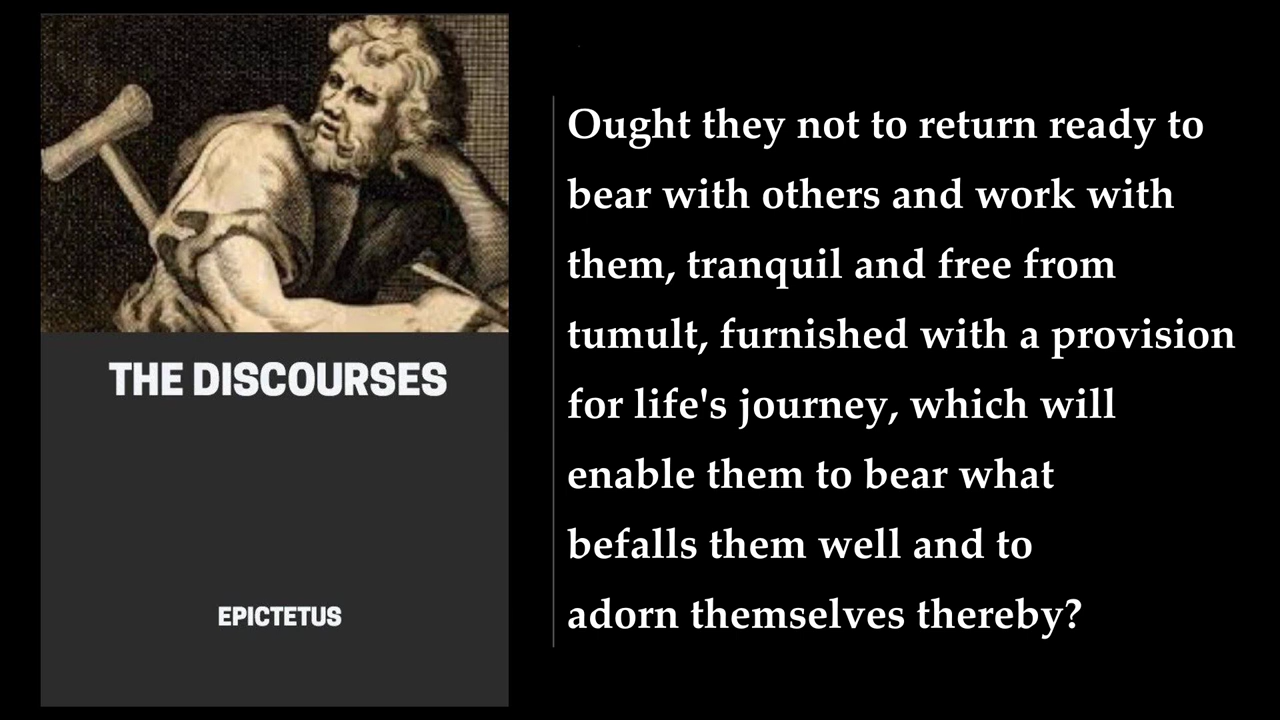 THE DISCOURSES
EPICTETUS
Ought they not to return ready to
bear with others and work with
them, tranquil and free from
tumult, furnished with a provision
for life's journey, which will
enable them to bear what
befalls them well and to
adorn themselves thereby?